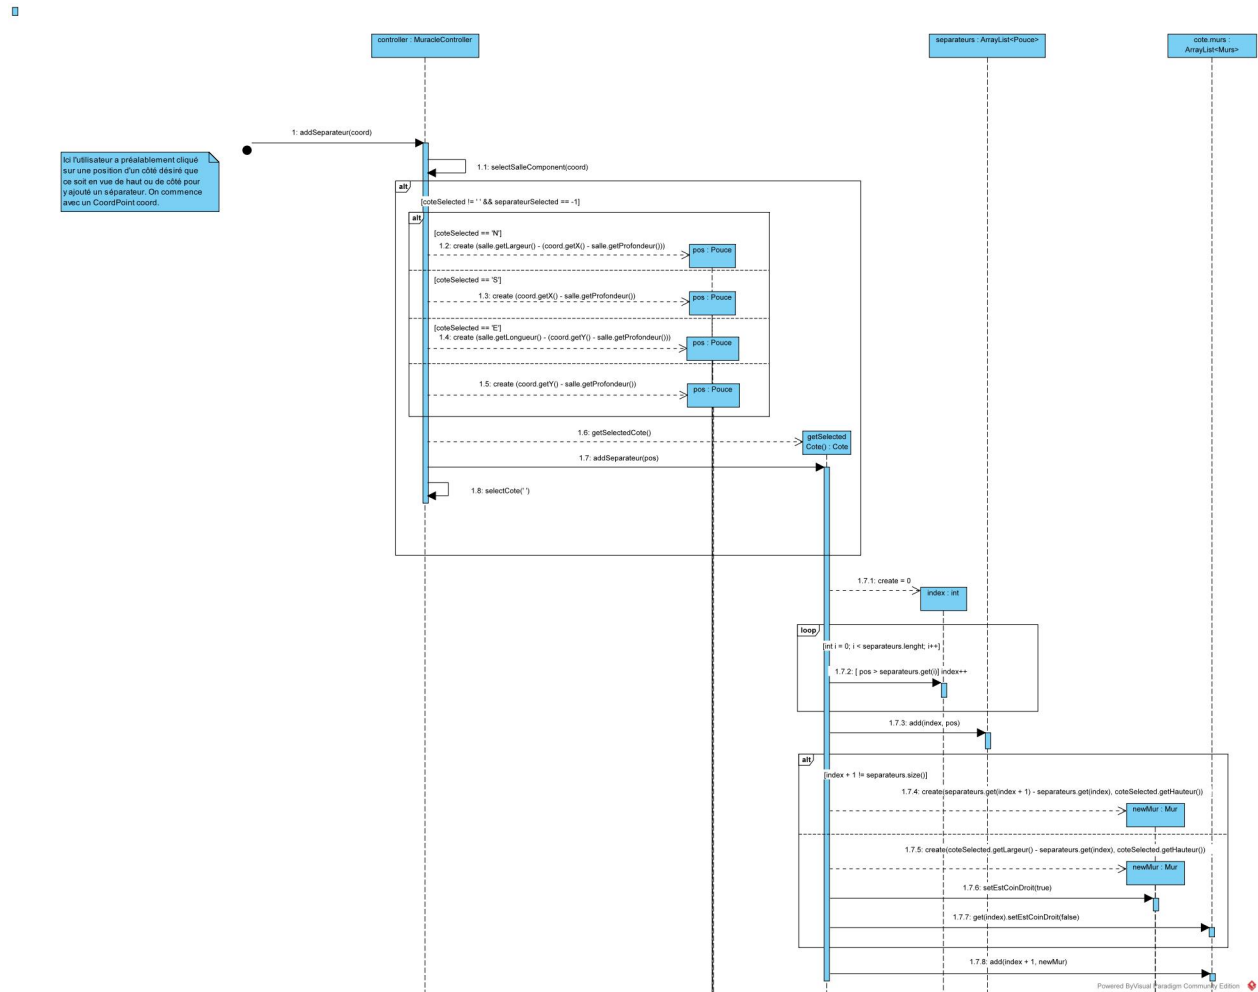 controller : MuracleController
separateurs : ArrayList<Pouce>
cote.murs :
ArrayList<Murs>
1: addSeparateur(coord)
Ici l'utilisateur a préalablement cliqué
sur une position d'un côté désiré que
ce soit en vue de haut ou de côté pour
y ajouté un séparateur. On commence
avec un CoordPoint coord.
1.1: selectSalleComponent(coord)
alt
[coteSelected != ' ' && separateurSelected == -1]
alt
[coteSelected == 'N']
1.2: create (salle.getLargeur() - (coord.getX() - salle.getProfondeur()))
pos : Pouce
[coteSelected == 'S']
1.3: create (coord.getX() - salle.getProfondeur())
pos : Pouce
[coteSelected == 'E']
1.4: create (salle.getLongueur() - (coord.getY() - salle.getProfondeur()))
pos : Pouce
1.5: create (coord.getY() - salle.getProfondeur())
pos : Pouce
1.6: getSelectedCote()
getSelected
Cote() : Cote
1.7: addSeparateur(pos)
1.8: selectCote(' ')
1.7.1: create = 0
index : int
loop
[int i = 0; i < separateurs.lenght; i++]
1.7.2: [ pos > separateurs.get(i)] index++
1.7.3: add(index, pos)
alt
[index + 1 != separateurs.size()]
1.7.4: create(separateurs.get(index + 1) - separateurs.get(index), coteSelected.getHauteur())
newMur : Mur
1.7.5: create(coteSelected.getLargeur() - separateurs.get(index), coteSelected.getHauteur())
newMur : Mur
1.7.6: setEstCoinDroit(true)
1.7.7: get(index).setEstCoinDroit(false)
1.7.8: add(index + 1, newMur)
Powered ByVisual Paradigm Community Edition